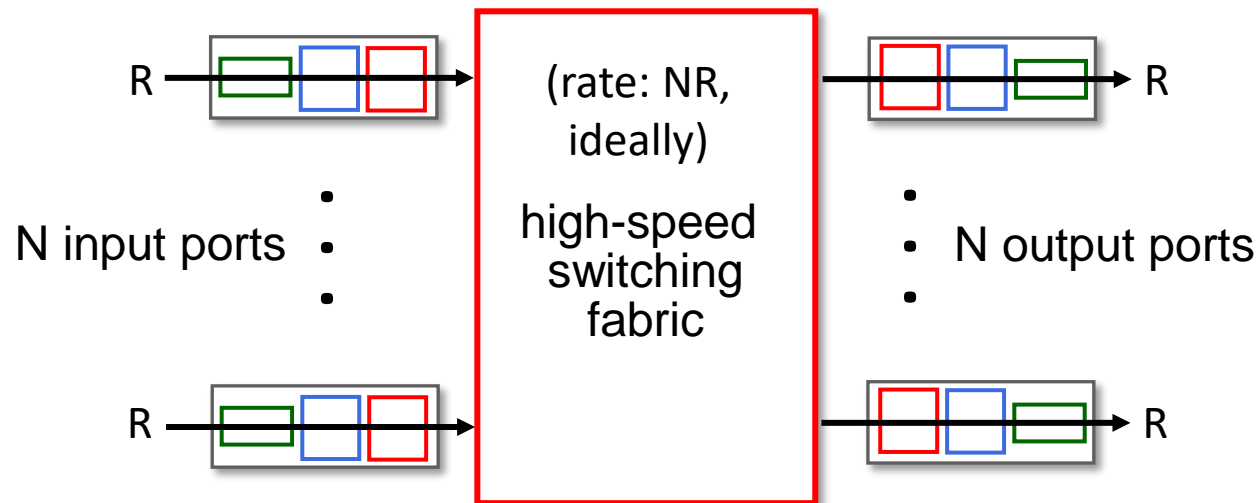 R
(rate: NR,
ideally)
R
N input ports
high-speed
switching
fabric
N output ports
R
R